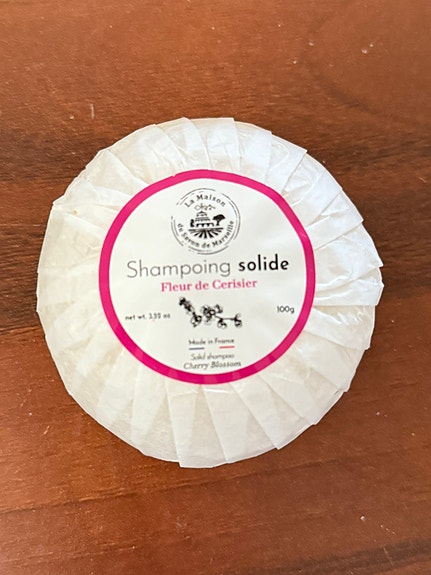 La Maison
du Savon de Marseille
Shampoing solide
Fleur de Cerisier
net wt. 3,52 oz
100g
Made in France
Solid shampoo
Cherry Blossom